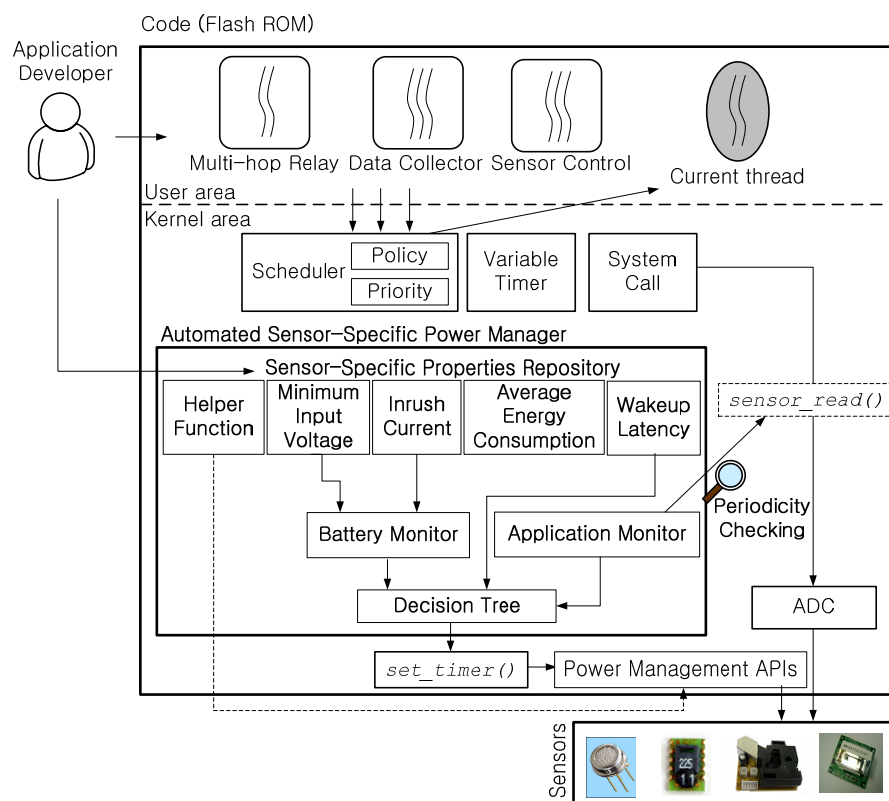 Code (Flash ROM)
Application
Developer
Multi-hop Relay
Data Collector
Sensor Control
Current thread
User area
Kernel area
Scheduler
Policy
Priority
Variable
Timer
System
Call
Automated Sensor-Specific Power Manager
Sensor-Specific Properties Repository
Helper
Function
Minimum
Input
Voltage
Inrush
Current
Average
Energy
Consumption
Wakeup
Latency
sensor_read()
Periodicity
Checking
Battery Monitor
Application Monitor
Decision Tree
ADC
set_timer()
Power Management APIs
Sensors
225
11